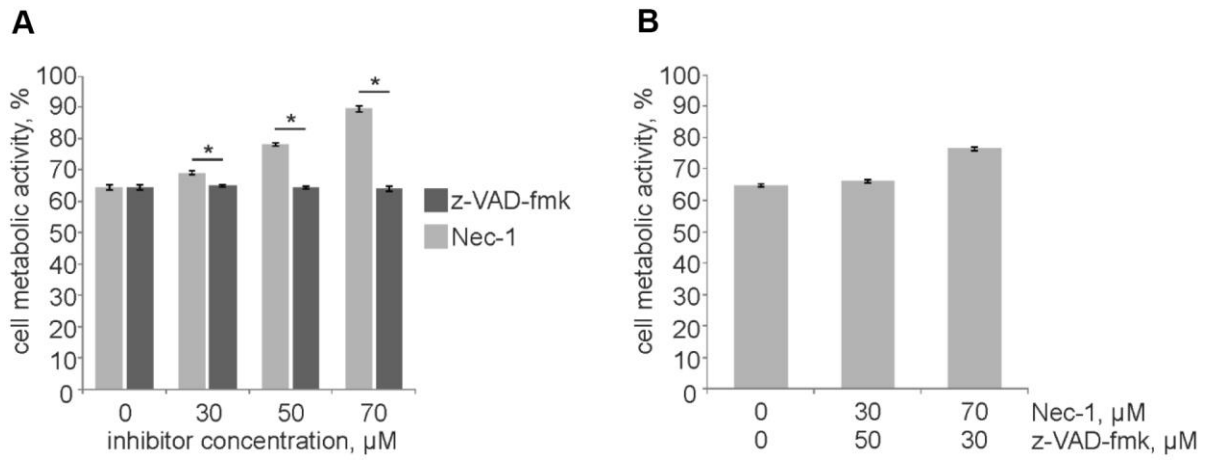 A
cell metabolic activity, %
100
90
80
70
60
50
40
30
20
10
0
*
*
*
0 30 50 70
inhibitor concentration, µM
z-VAD-fmk
Nec-1
B
cell metabolic activity, %
100
90
80
70
60
50
40
30
20
10
0
0 30 70 Nec-1, µM
0 50 30 z-VAD-fmk, µM